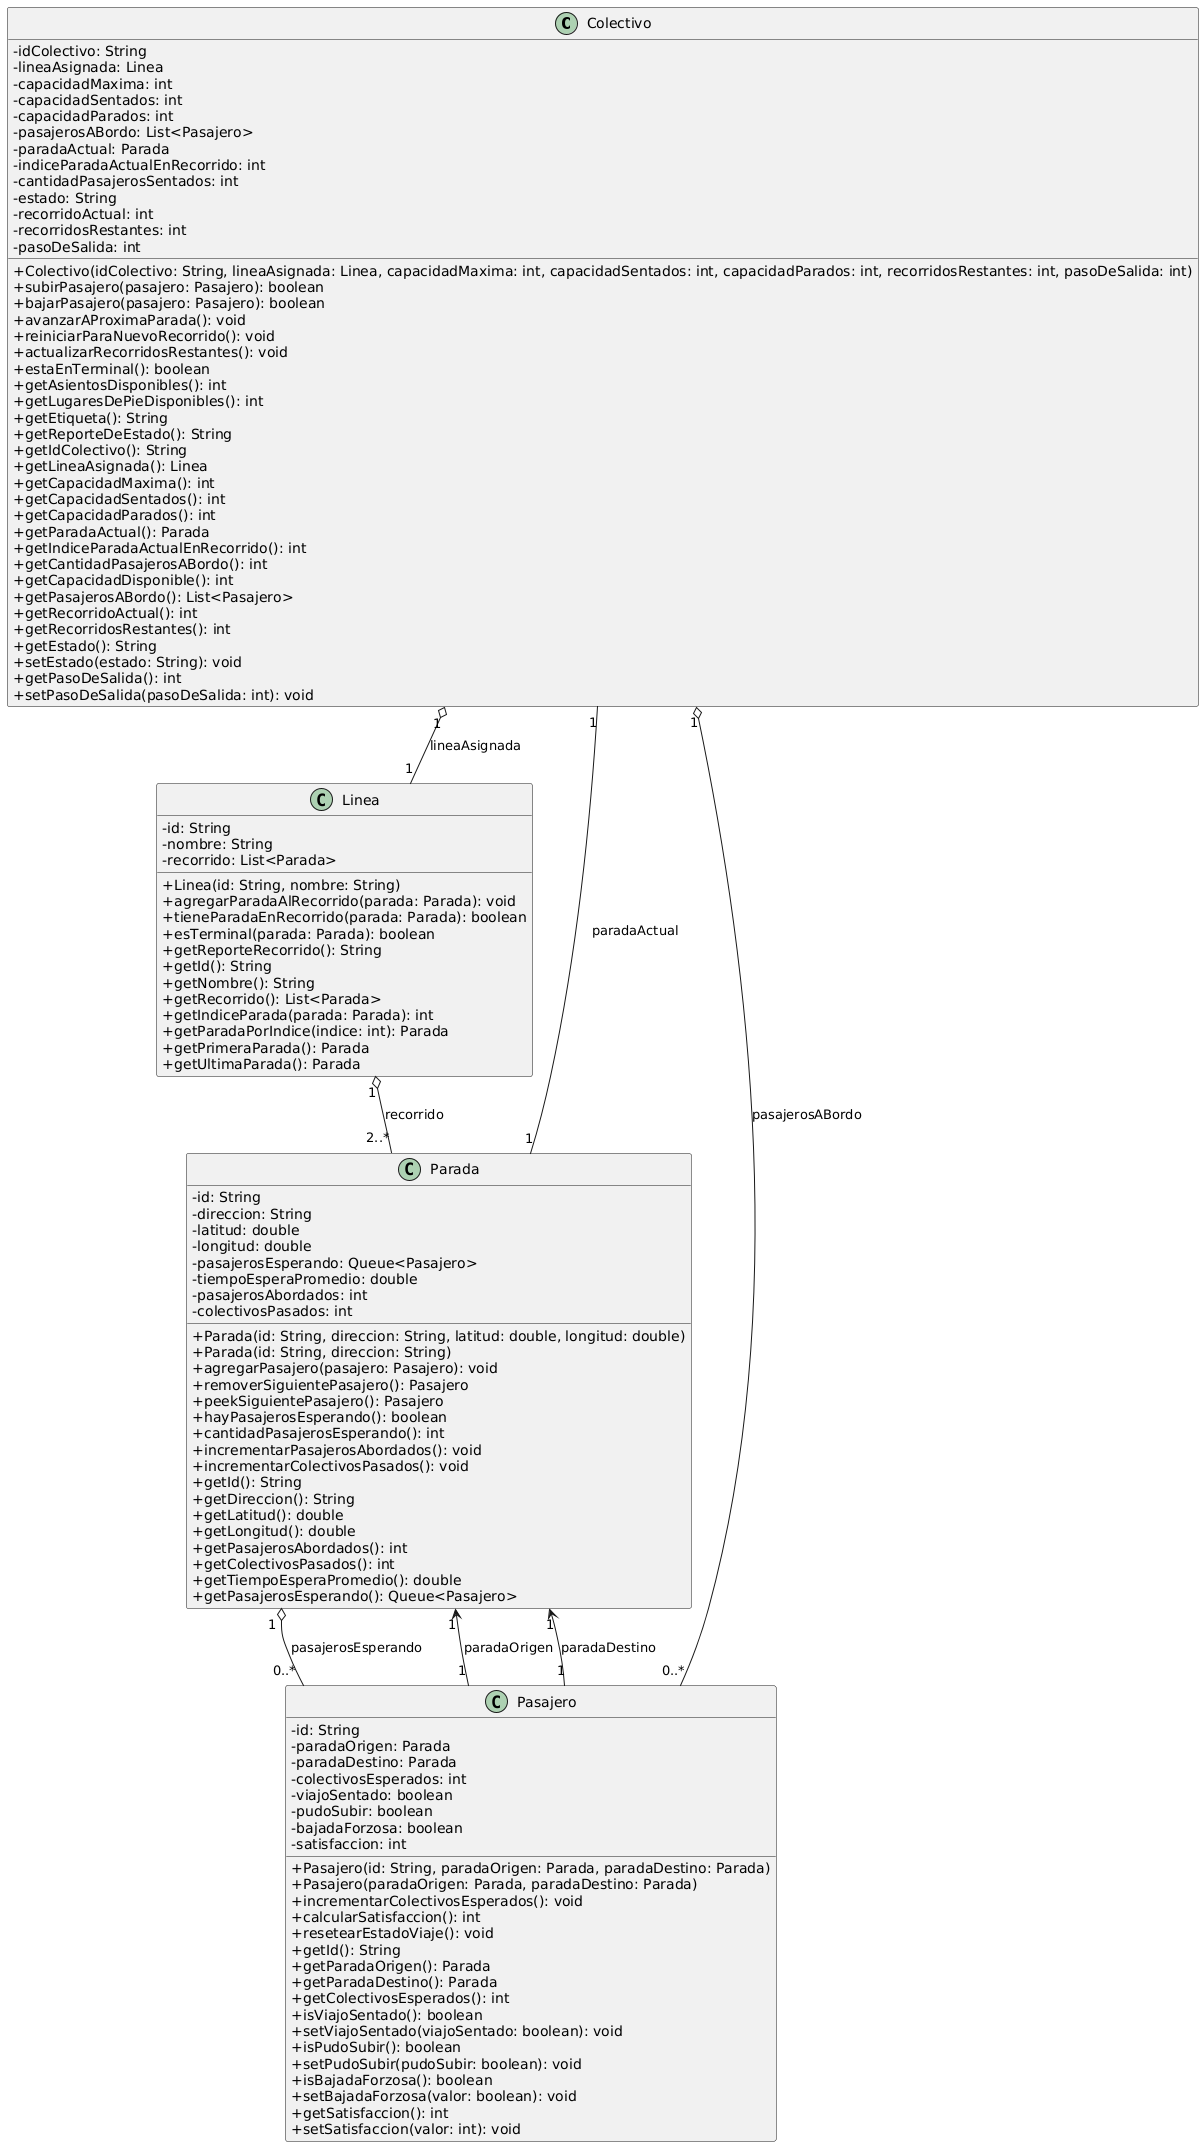 C Colectivo
-idColectivo: String
-lineaAsignada: Linea
-capacidadMaxima: int
-capacidadSentados: int
-capacidadParados: int
-pasajerosABordo: List<Pasajero>
-paradaActual: Parada
-indiceParadaActualEnRecorrido: int
-cantidadPasajerosSentados: int
-estado: String
-recorridoActual: int
-recorridosRestantes: int
-pasoDeSalida: int
+Colectivo(idColectivo: String, lineaAsignada: Linea, capacidadMaxima: int, capacidadSentados: int, capacidadParados: int, recorridosRestantes: int, pasoDeSalida: int)
+subirPasajero(pasajero: Pasajero): boolean
+bajarPasajero(pasajero: Pasajero): boolean
+avanzarAProximaParada(): void
+reiniciarParaNuevoRecorrido(): void
+actualizarRecorridosRestantes(): void
+estaEnTerminal(): boolean
+getAsientosDisponibles(): int
+getLugaresDePieDisponibles(): int
+getEtiqueta(): String
+getReporteDeEstado(): String
+getIdColectivo(): String
+getLineaAsignada(): Linea
+getCapacidadMaxima(): int
+getCapacidadSentados(): int
+getCapacidadParados(): int
+getParadaActual(): Parada
+getIndiceParadaActualEnRecorrido(): int
+getCantidadPasajerosABordo(): int
+getCapacidadDisponible(): int
+getPasajerosABordo(): List<Pasajero>
+getRecorridoActual(): int
+getRecorridosRestantes(): int
+getEstado(): String
+setEstado(estado: String): void
+getPasoDeSalida(): int
+setPasoDeSalida(pasoDeSalida: int): void
1 1 1
lineaAsignada
1
C Linea
-id: String
-nombre: String
-recorrido: List<Parada>
+Linea(id: String, nombre: String)
+agregarParadaAlRecorrido(parada: Parada): void
+tieneParadaEnRecorrido(parada: Parada): boolean
+esTerminal(parada: Parada): boolean
+getReporteRecorrido(): String
+getId(): String
+getNombre(): String
+getRecorrido(): List<Parada>
+getIndiceParada(parada: Parada): int
+getParadaPorIndice(indice: int): Parada
+getPrimeraParada(): Parada
+getUltimaParada(): Parada
paradaActual
1
recorrido
pasajerosABordo
2..* 1
C Parada
-id: String
-direccion: String
-latitud: double
-longitud: double
-pasajerosEsperando: Queue<Pasajero>
-tiempoEsperaPromedio: double
-pasajerosAbordados: int
-colectivosPasados: int
+Parada(id: String, direccion: String, latitud: double, longitud: double)
+Parada(id: String, direccion: String)
+agregarPasajero(pasajero: Pasajero): void
+removerSiguientePasajero(): Pasajero
+peekSiguientePasajero(): Pasajero
+hayPasajerosEsperando(): boolean
+cantidadPasajerosEsperando(): int
+incrementarPasajerosAbordados(): void
+incrementarColectivosPasados(): void
+getId(): String
+getDireccion(): String
+getLatitud(): double
+getLongitud(): double
+getPasajerosAbordados(): int
+getColectivosPasados(): int
+getTiempoEsperaPromedio(): double
+getPasajerosEsperando(): Queue<Pasajero>
1 1 1
pasajerosEsperando paradaOrigen paradaDestino
0..* 1 1 0..*
C Pasajero
-id: String
-paradaOrigen: Parada
-paradaDestino: Parada
-colectivosEsperados: int
-viajoSentado: boolean
-pudoSubir: boolean
-bajadaForzosa: boolean
-satisfaccion: int
+Pasajero(id: String, paradaOrigen: Parada, paradaDestino: Parada)
+Pasajero(paradaOrigen: Parada, paradaDestino: Parada)
+incrementarColectivosEsperados(): void
+calcularSatisfaccion(): int
+resetearEstadoViaje(): void
+getId(): String
+getParadaOrigen(): Parada
+getParadaDestino(): Parada
+getColectivosEsperados(): int
+isViajoSentado(): boolean
+setViajoSentado(viajoSentado: boolean): void
+isPudoSubir(): boolean
+setPudoSubir(pudoSubir: boolean): void
+isBajadaForzosa(): boolean
+setBajadaForzosa(valor: boolean): void
+getSatisfaccion(): int
+setSatisfaccion(valor: int): void